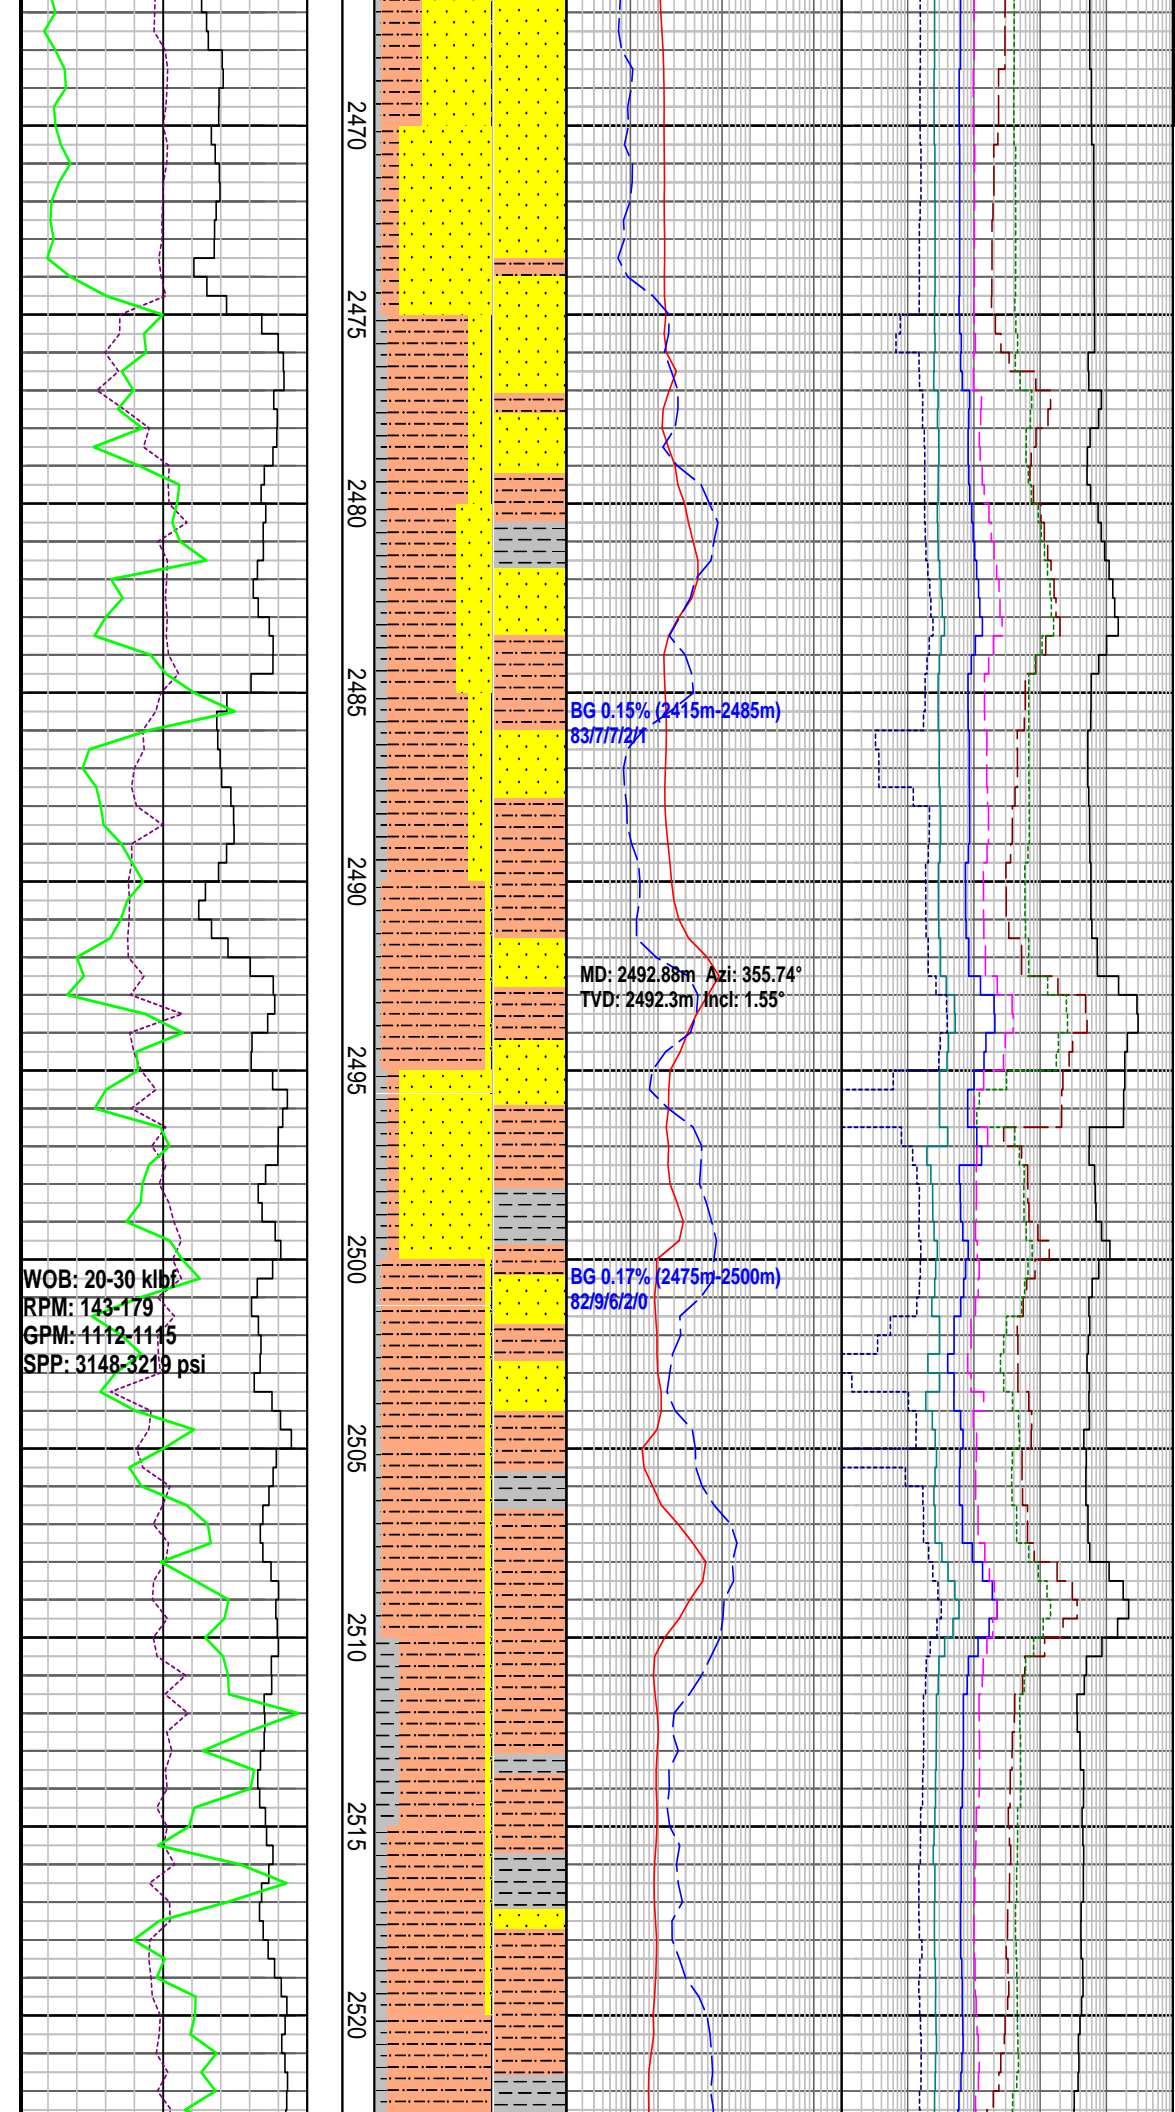 2470
2475
2480
2485
BG 0.15% (2415m-2485m)
83/7/7/2/1
2490
MD: 2492.88m Azi: 355.74°
TVD: 2492.3m Incl: 1.55°
2495
2500
BG 0.17% (2475m-2500m)
82/9/6/2/0
WOB: 20-30 klbf
RPM: 143-179
GPM: 1112-1115
SPP: 3148-3219 psi
2505
2510
2515
2520